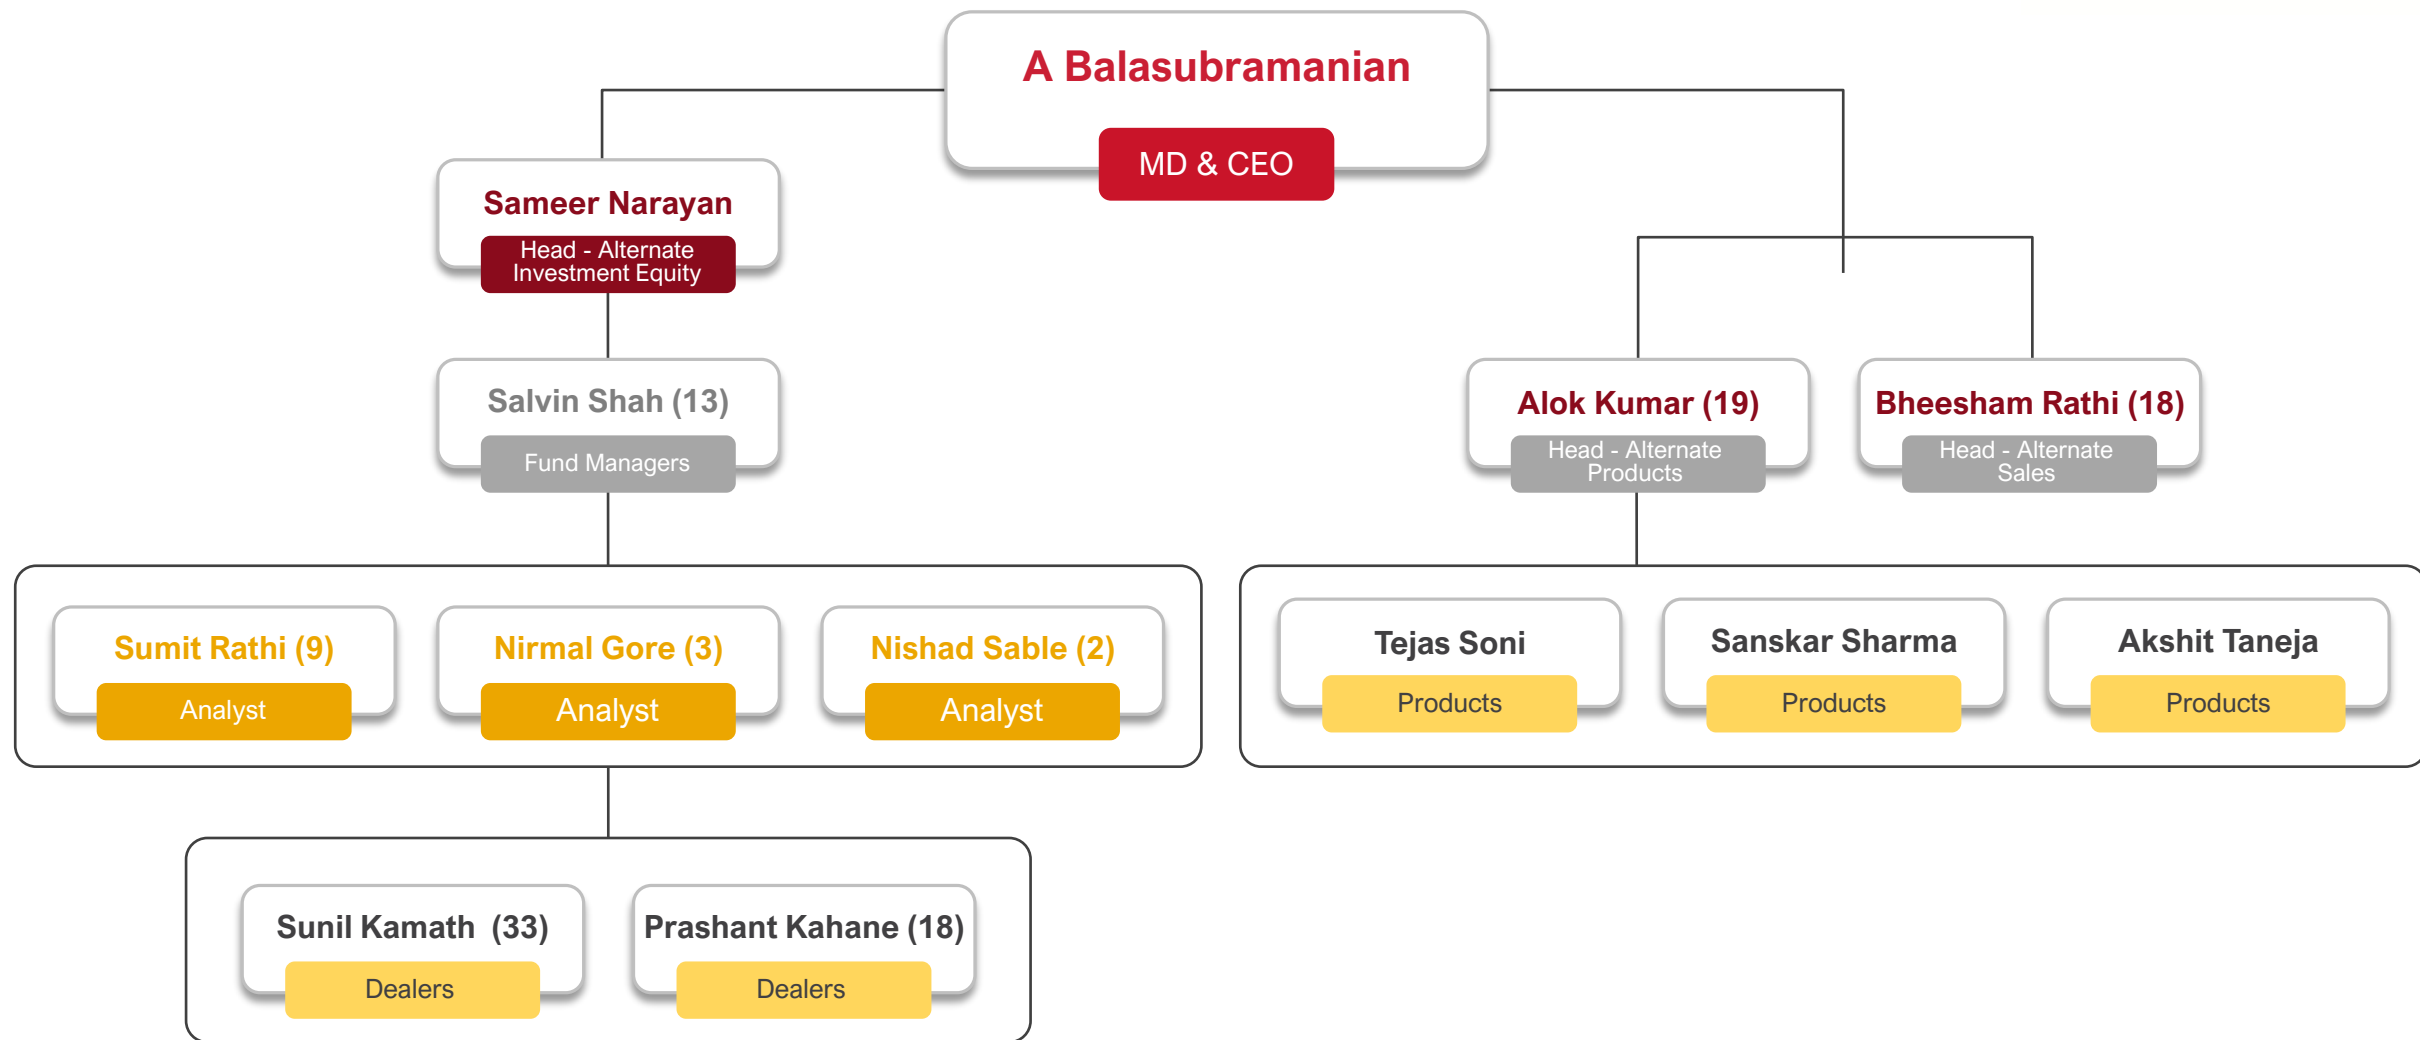 A Balasubramanian
MD & CEO
Sameer Narayan
Head - Alternate
Investment Equity
Salvin Shah (13)
Fund Managers
Alok Kumar (19)
Head - Alternate
Products
Bheesham Rathi (18)
Head - Alternate
Sales
Sumit Rathi (9)
Analyst
Nirmal Gore (3)
Analyst
Nishad Sable (2)
Analyst
Tejas Soni
Products
Sanskar Sharma
Products
Akshit Taneja
Products
Sunil Kamath  (33)
Dealers
Prashant Kahane (18)
Dealers